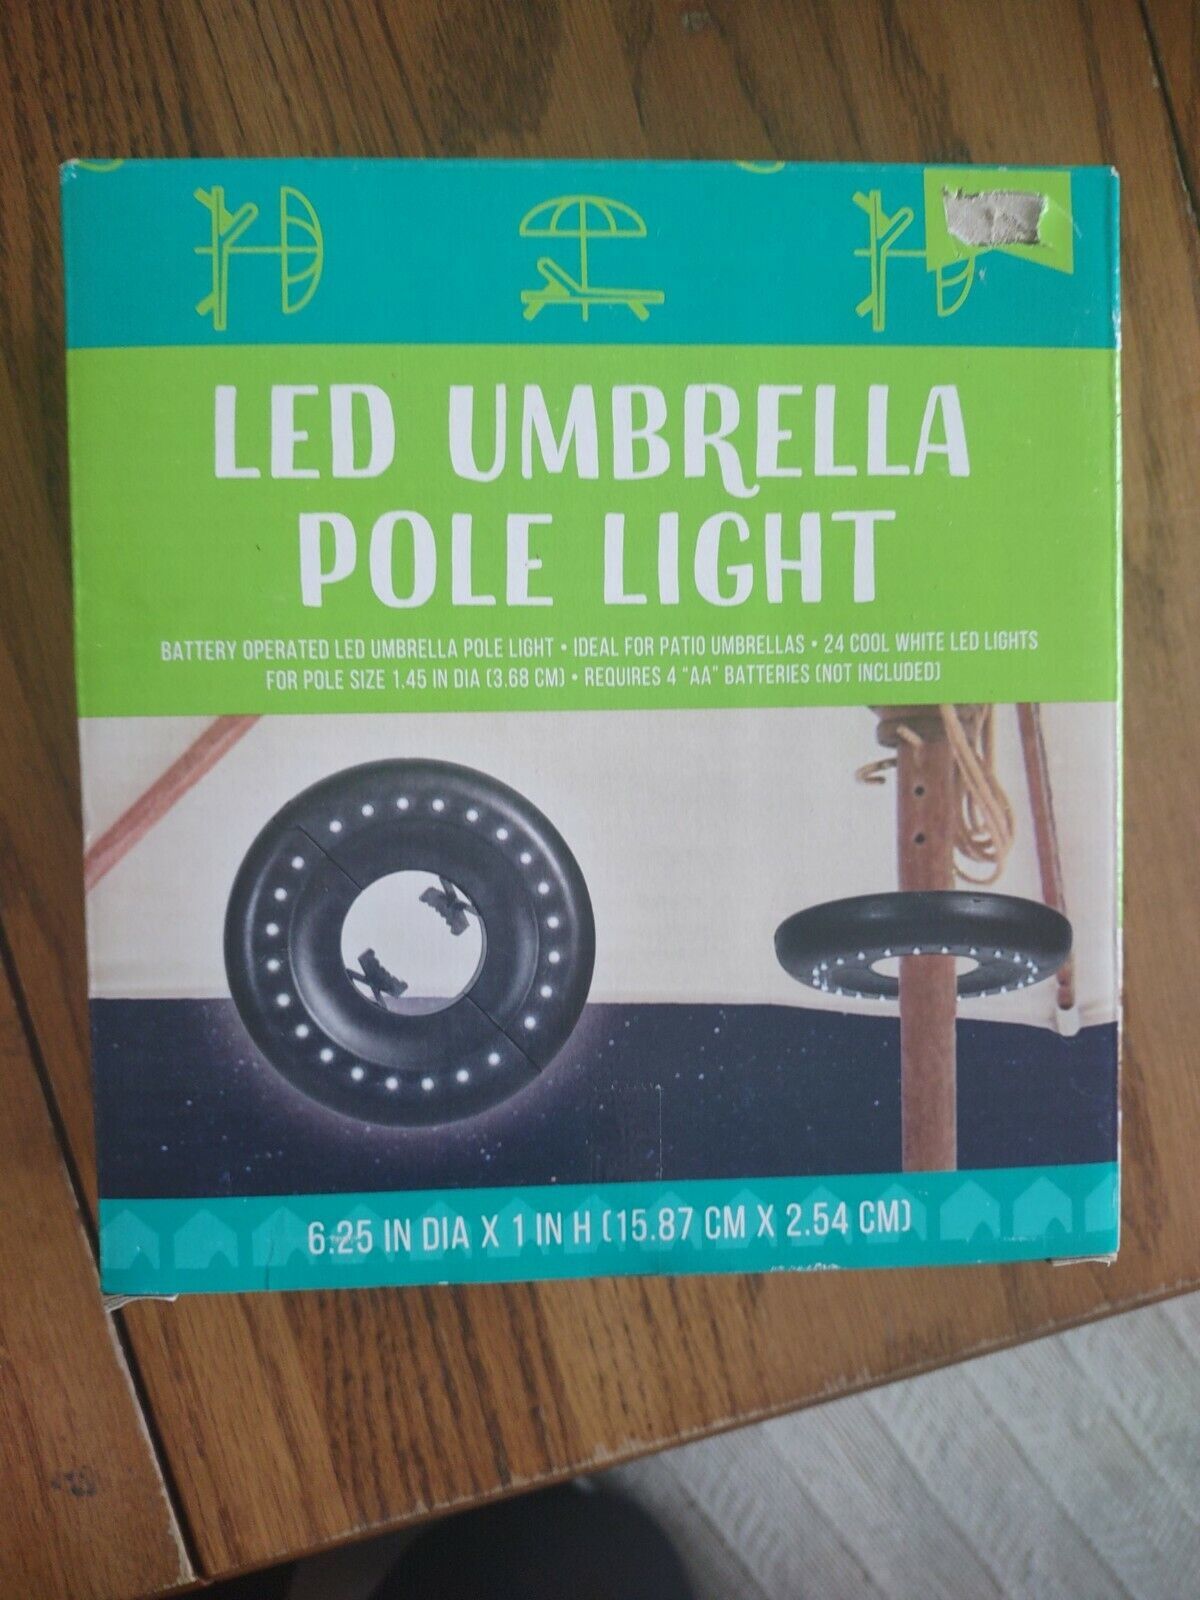 LED UMBRELLA
POLE LIGHT
BATTERY OPERATED LED UMBRELLA POLE LIGHT • IDEAL FOR PATIO UMBRELLAS • 24 COOL WHITE LED LIGHTS
FOR POLE SIZE 1.45 IN DIA (3.68 CM) • REQUIRES 4 "AA" BATTERIES (NOT INCLUDED)
6.25 IN DIA X 1 IN H (15.87 CM X 2.54 CM)